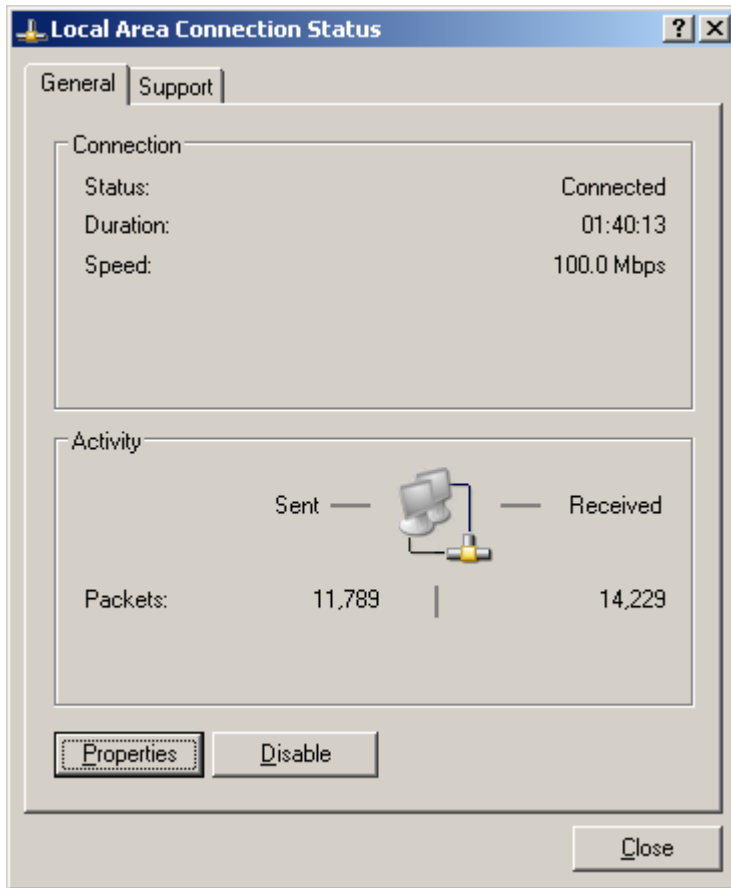 Local Area Connection Status
General Support
Connection
Status: Connected
Duration: 01:40:13
Speed: 100.0 Mbps
Activity
Sent Received
Packets: 11,789 14,229
Properties Disable
Close